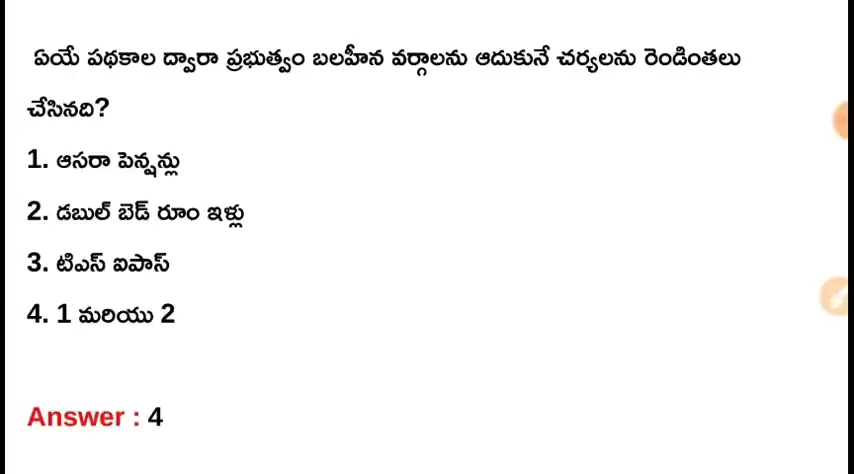 ఏయే పథకాల ద్వారా ప్రభుత్వం బలహీన వర్గాలను ఆదుకునే చర్యలను రెండింతలు
చేసినది?
1. ఆసరా పెన్షన్లు
2. డబుల్ బెడ్ రూం ఇళ్లు
3. టిఎస్ ఐపాస్
4. 1 మరియు 2
Answer : 4